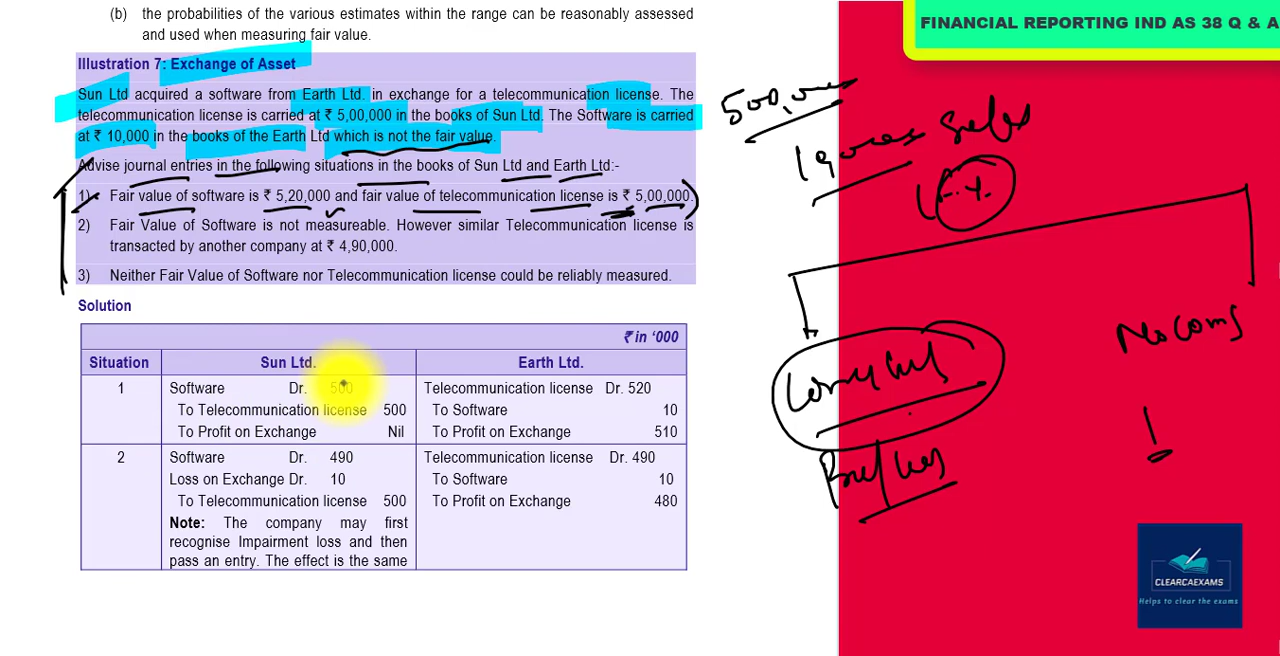 (b) the probabilities of the various estimates within the range can be reasonably assessed
and used when measuring fair value.
Illustration 7: Exchange of Asset
Sun Ltd acquired a software from Earth Ltd. in exchange for a telecommunication license. The
telecommunication license is carried at ₹ 5,00,000 in the books of Sun Ltd. The Software is carried
at ₹ 10,000 in the books of the Earth Ltd which is not the fair value.
Advise journal entries in the following situations in the books of Sun Ltd and Earth Ltd:-
1) Fair value of software is ₹ 5,20,000 and fair value of telecommunication license is ₹ 5,00,000.
2) Fair Value of Software is not measureable. However similar Telecommunication license is
transacted by another company at ₹ 4,90,000.
3) Neither Fair Value of Software nor Telecommunication license could be reliably measured.
Solution
₹ in ‘000
Situation Sun Ltd. Earth Ltd.
1 Software Dr. 500 Telecommunication license Dr. 520
To Telecommunication license 500 To Software 10
To Profit on Exchange Nil To Profit on Exchange 510
2 Software Dr. 490 Telecommunication license Dr. 490
Loss on Exchange Dr. 10 To Software 10
To Telecommunication license 500 To Profit on Exchange 480
Note: The company may first
recognise Impairment loss and then
pass an entry. The effect is the same
FINANCIAL REPORTING IND AS 38 Q & A
F.Y.
No
CLEARCAEXAMS
Helps to clear the exams